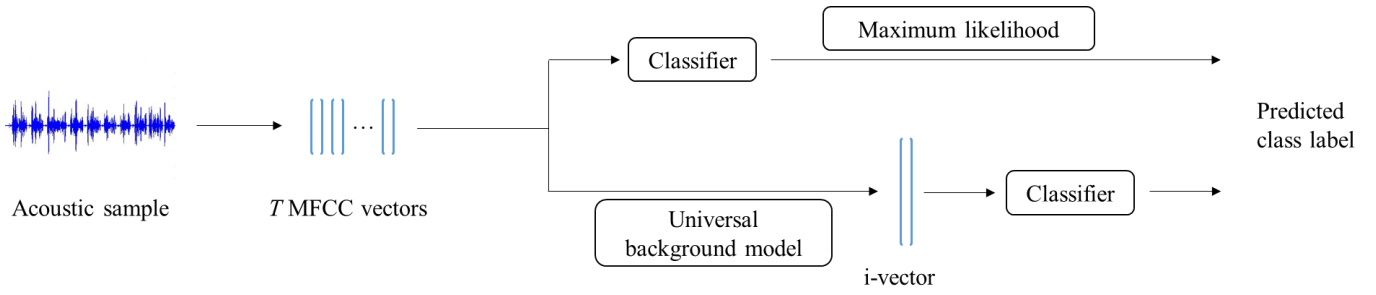 Maximum likelihood
Classifier
Predicted
class label
...
Acoustic sample
T MFCC vectors
Universal
background model
Classifier
i-vector